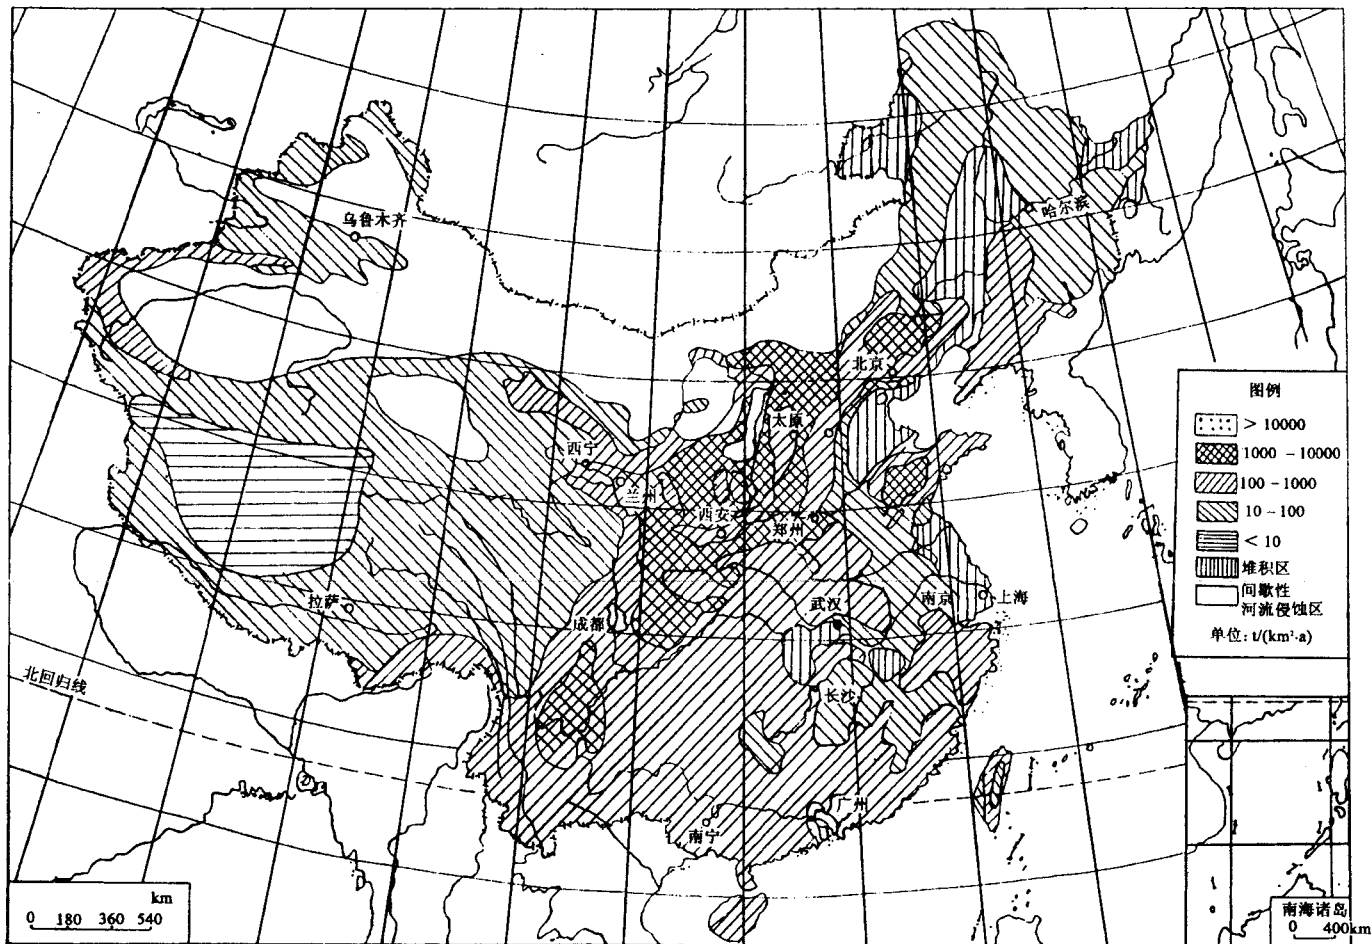 乌鲁木齐
哈尔滨
北京
太原
西宁
兰州
西安
郑州
拉萨
成都
武汉
南京
上海
长沙
北回归线
广州
南宁
图例
> 10000
1000 - 10000
100 - 1000
10 - 100
< 10
堆积区
间歇性
河流侵蚀区
单位: t/(km²·a)
km
0 180 360 540
南海诸岛
0 400km